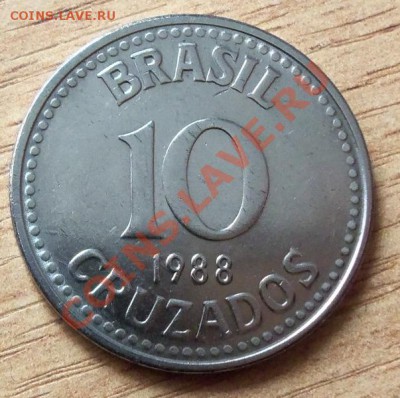 COINS.LAVE.RU
BRASIL
10
1988
CRUZADOS
COINS.LAVE.RU
COINS.LAVE.RU